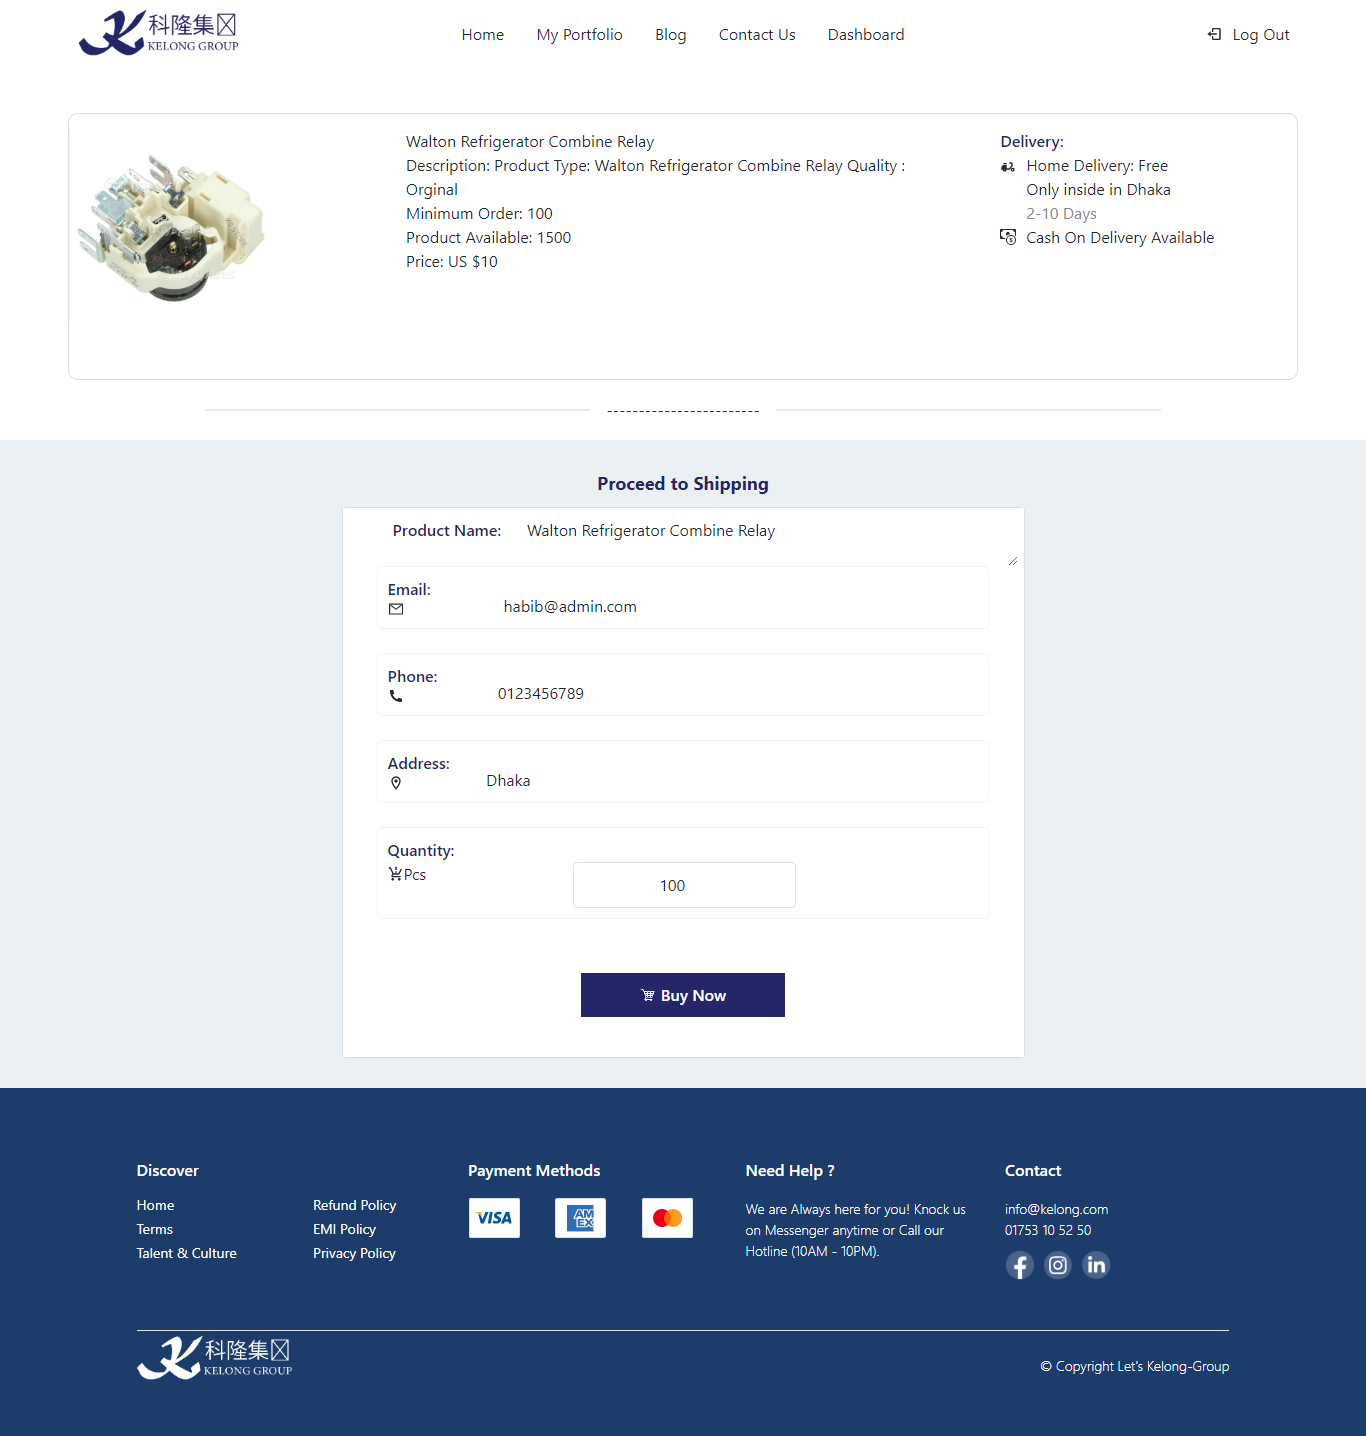 科隆集
KELONG GROUP
Home
My Portfolio
Blog
Contact Us
Dashboard
Log Out
Walton Refrigerator Combine Relay
Description: Product Type: Walton Refrigerator Combine Relay Quality :
Orginal
Minimum Order: 100
Product Available: 1500
Price: US $10
Delivery:
Home Delivery: Free
Only inside in Dhaka
2-10 Days
Cash On Delivery Available
------------------------
Proceed to Shipping
Product Name: Walton Refrigerator Combine Relay
Email:
habib@admin.com
Phone:
0123456789
Address:
Dhaka
Quantity:
Pcs
100
Buy Now
Discover
Home
Terms
Talent & Culture
Refund Policy
EMI Policy
Privacy Policy
Payment Methods
VISA
AM
EX
Need Help ?
We are Always here for you! Knock us
on Messenger anytime or Call our
Hotline (10AM - 10PM).
Contact
info@kelong.com
01753 10 52 50
科隆集
KELONG GROUP
© Copyright Let's Kelong-Group